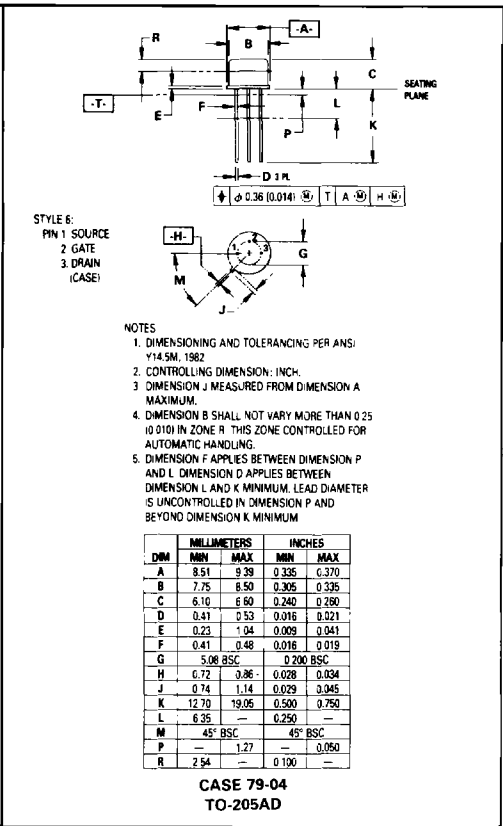 R
B
-A-
C
SEATING
PLANE
-T-
E
F
L
P
K
D 3 PL
⌖ ϕ 0.36 (0.014) Ⓜ T A Ⓜ H Ⓜ
STYLE 6:
PIN 1 SOURCE
2 GATE
3. DRAIN
(CASE)
-H-
1
2
3
G
M
J
NOTES
1. DIMENSIONING AND TOLERANCING PER ANSI
Y14.5M, 1982
2. CONTROLLING DIMENSION: INCH.
3 DIMENSION J MEASURED FROM DIMENSION A
MAXIMUM.
4. DIMENSION B SHALL NOT VARY MORE THAN 0 25
(0 010) IN ZONE R THIS ZONE CONTROLLED FOR
AUTOMATIC HANDLING.
5. DIMENSION F APPLIES BETWEEN DIMENSION P
AND L DIMENSION D APPLIES BETWEEN
DIMENSION L AND K MINIMUM. LEAD DIAMETER
IS UNCONTROLLED IN DIMENSION P AND
BEYOND DIMENSION K MINIMUM
MILLIMETERS INCHES
DIM MIN MAX MIN MAX
A 8.51 9 39 0 335 0.370
B 7.75 8.50 0.305 0 335
C 6.10 6 60 0.240 0 260
D 0.41 0 53 0.016 0.021
E 0.23 1 04 0.009 0.041
F 0.41 0.48 0.016 0 019
G 5.08 BSC 0 200 BSC
H 0.72 0.86 0.028 0.034
J 0 74 1.14 0.029 0.045
K 12 70 19.05 0.500 0.750
L 6 35 — 0.250 —
M 45° BSC 45° BSC
P — 1.27 — 0.050
R 2 54 — 0 100 —
CASE 79-04
TO-205AD